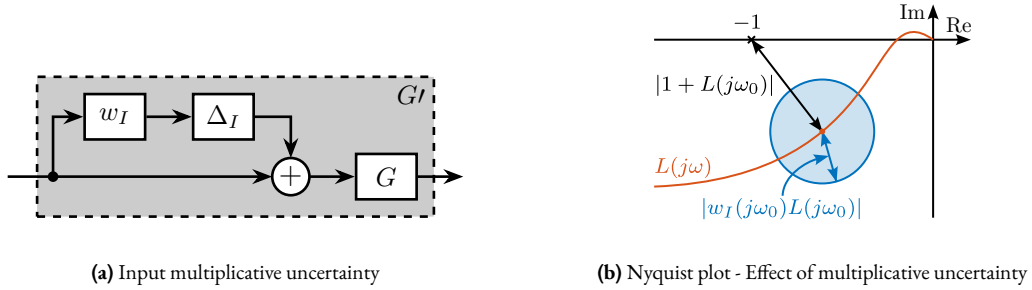 G′
w_I
Δ_I
+
G
(a) Input multiplicative uncertainty
Im
Re
−1
|1 + L(jω₀)|
L(jω)
|w_I(jω₀)L(jω₀)|
(b) Nyquist plot - Effect of multiplicative uncertainty